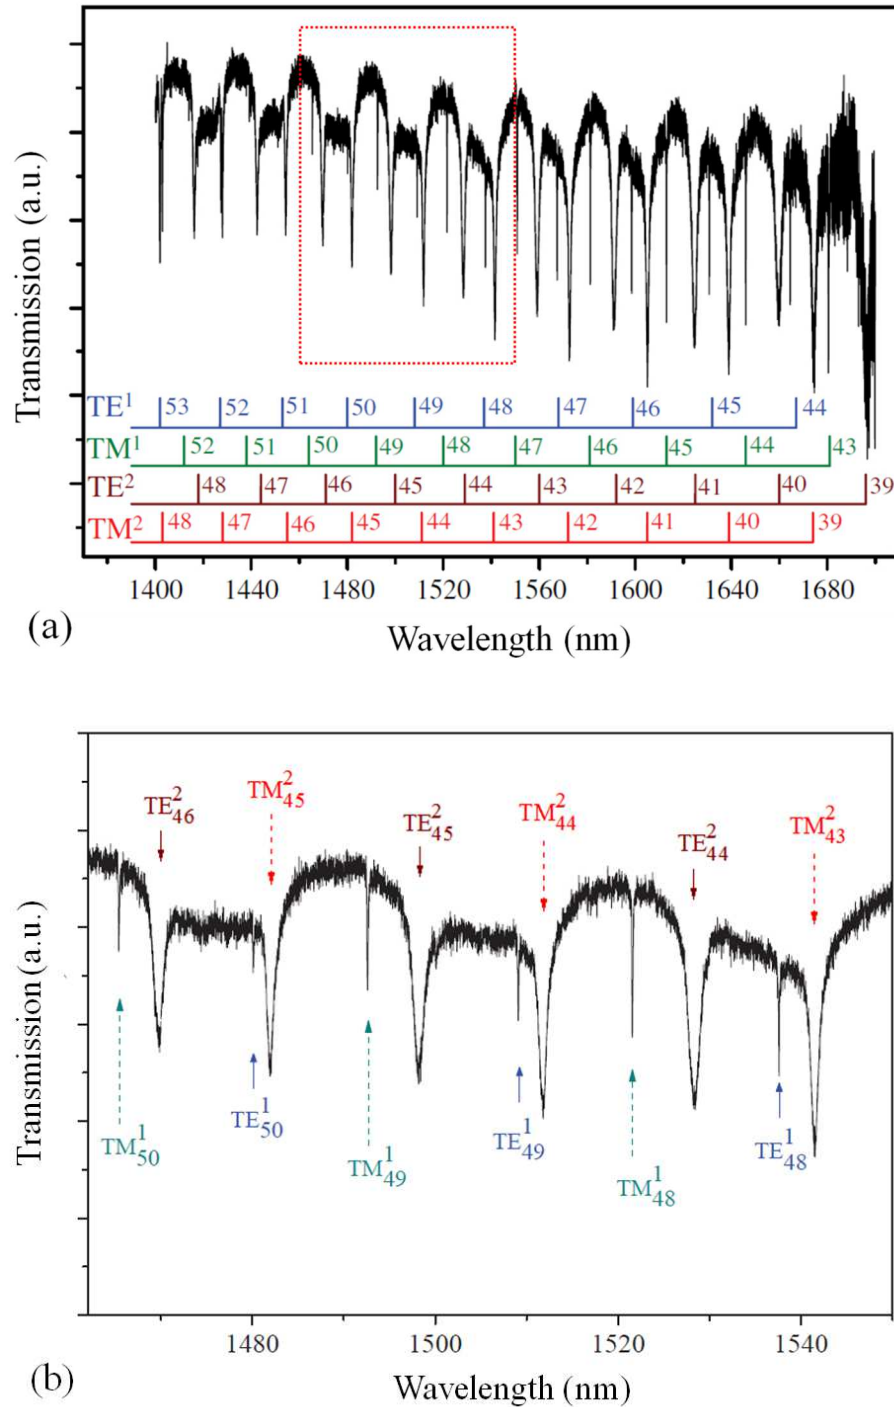 Transmission (a.u.)
TE¹ 53 52 51 50 49 48 47 46 45 44
TM¹ 52 51 50 49 48 47 46 45 44 43
TE² 48 47 46 45 44 43 42 41 40 39
TM² 48 47 46 45 44 43 42 41 40 39
1400 1440 1480 1520 1560 1600 1640 1680
(a) Wavelength (nm)
Transmission (a.u.)
TE²₄₆ TM²₄₅ TE²₄₅ TM²₄₄ TE²₄₄ TM²₄₃
TM¹₅₀ TE¹₅₀ TM¹₄₉ TE¹₄₉ TM¹₄₈ TE¹₄₈
1480 1500 1520 1540
(b) Wavelength (nm)